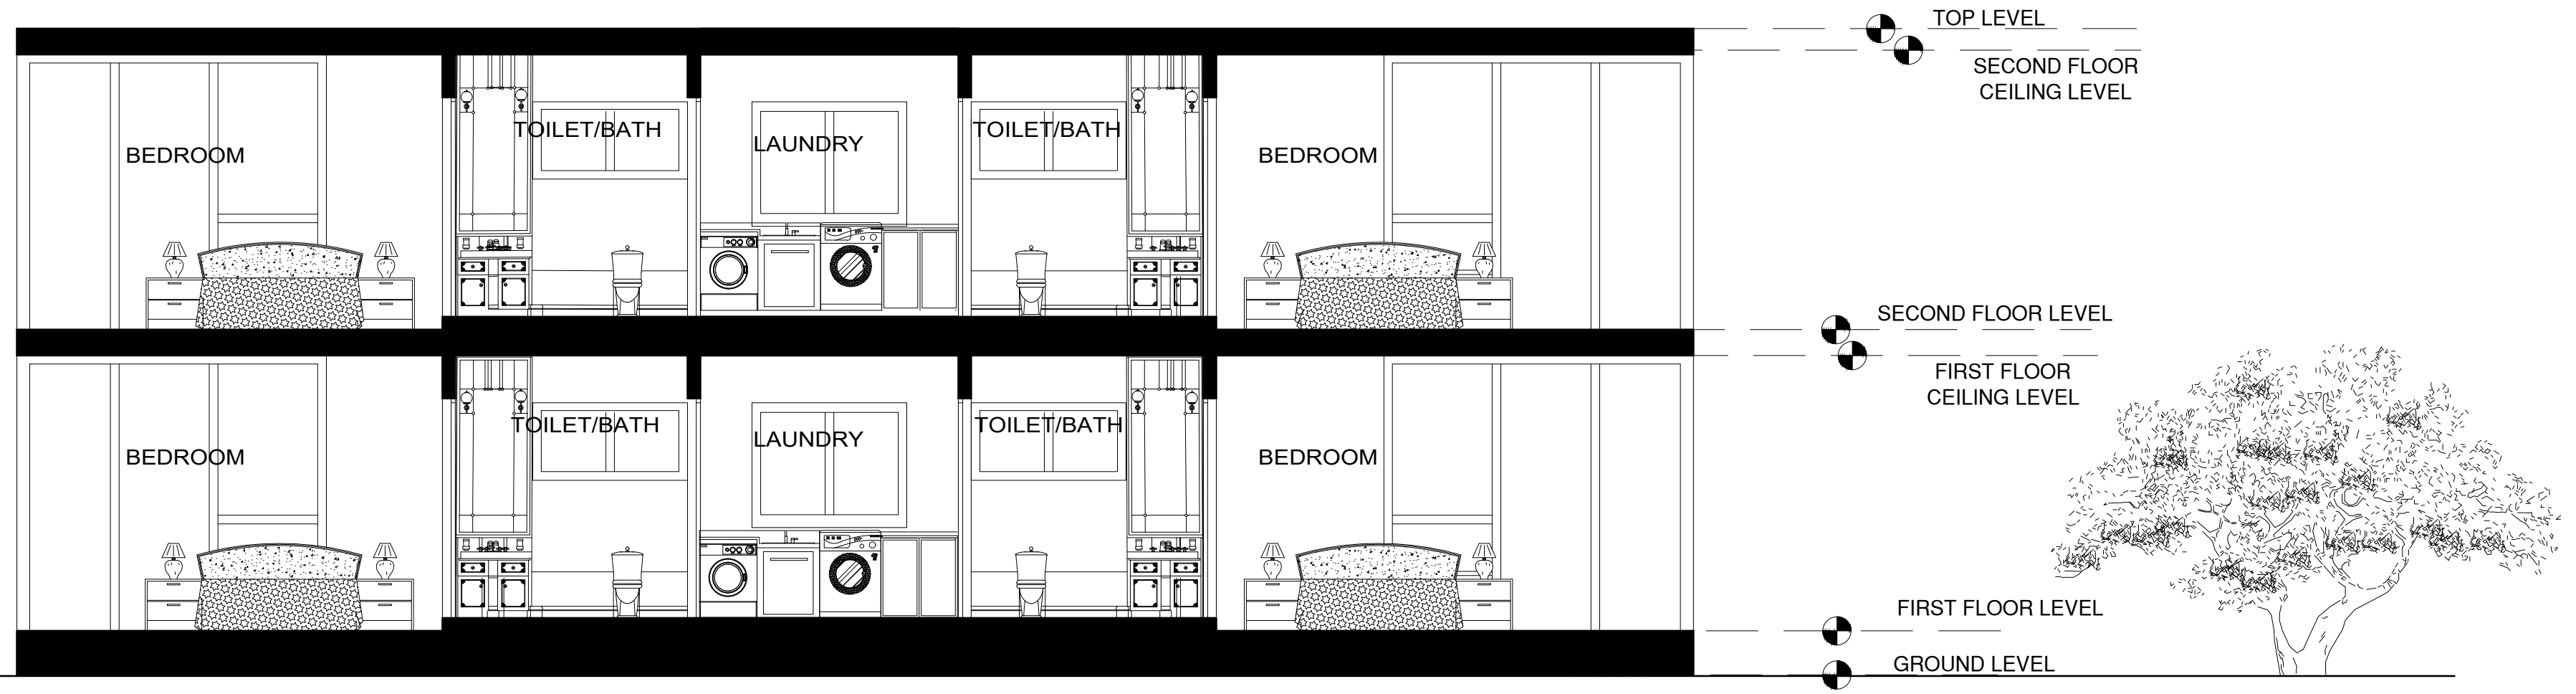 TOP LEVEL
SECOND FLOOR
CEILING LEVEL
TOILET/BATH
TOILET/BATH
LAUNDRY
BEDROOM
BEDROOM
SECOND FLOOR LEVEL
FIRST FLOOR
CEILING LEVEL
TOILET/BATH
TOILET/BATH
LAUNDRY
BEDROOM
BEDROOM
FIRST FLOOR LEVEL
GROUND LEVEL